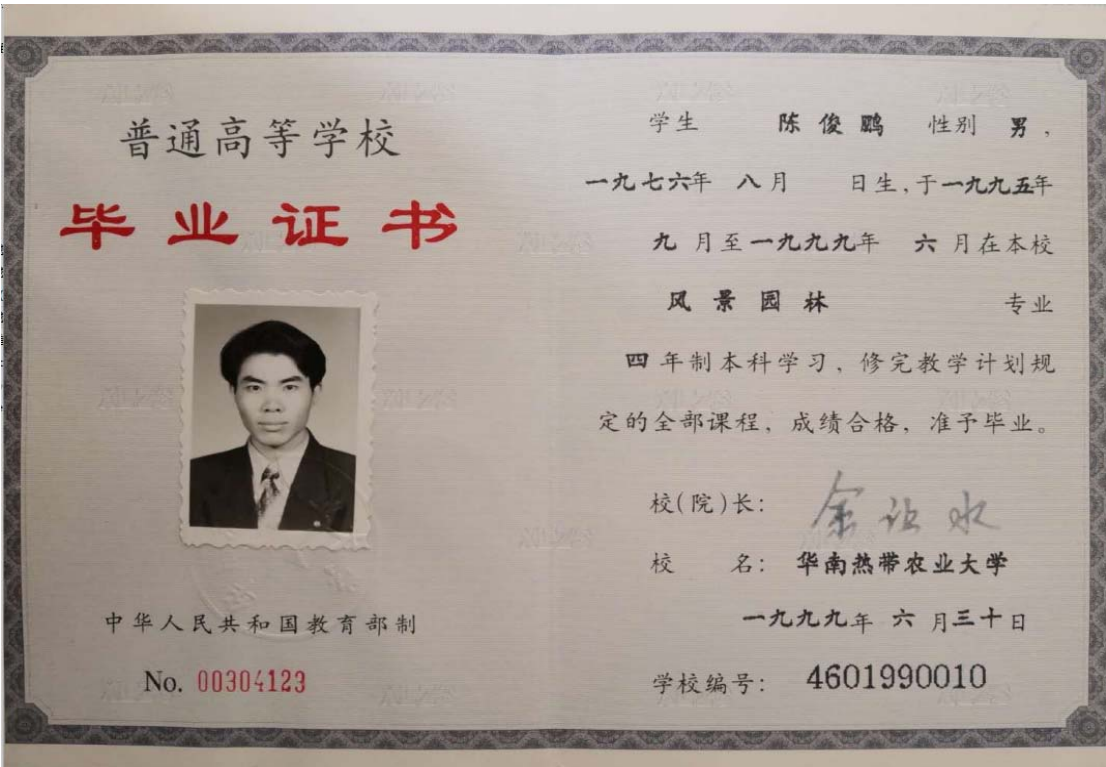 普通高等学校
毕业证书
中华人民共和国教育部制
No. 00304123
学生 陈俊鹏 性别 男，
一九七六年 八月 日生，于一九九五年
九 月至一九九九年 六 月在本校
风景园林 专业
四 年制本科学习，修完教学计划规
定的全部课程，成绩合格，准予毕业。
校(院)长：
校 名：华南热带农业大学
一九九九年 六 月三十日
学校编号：4601990010